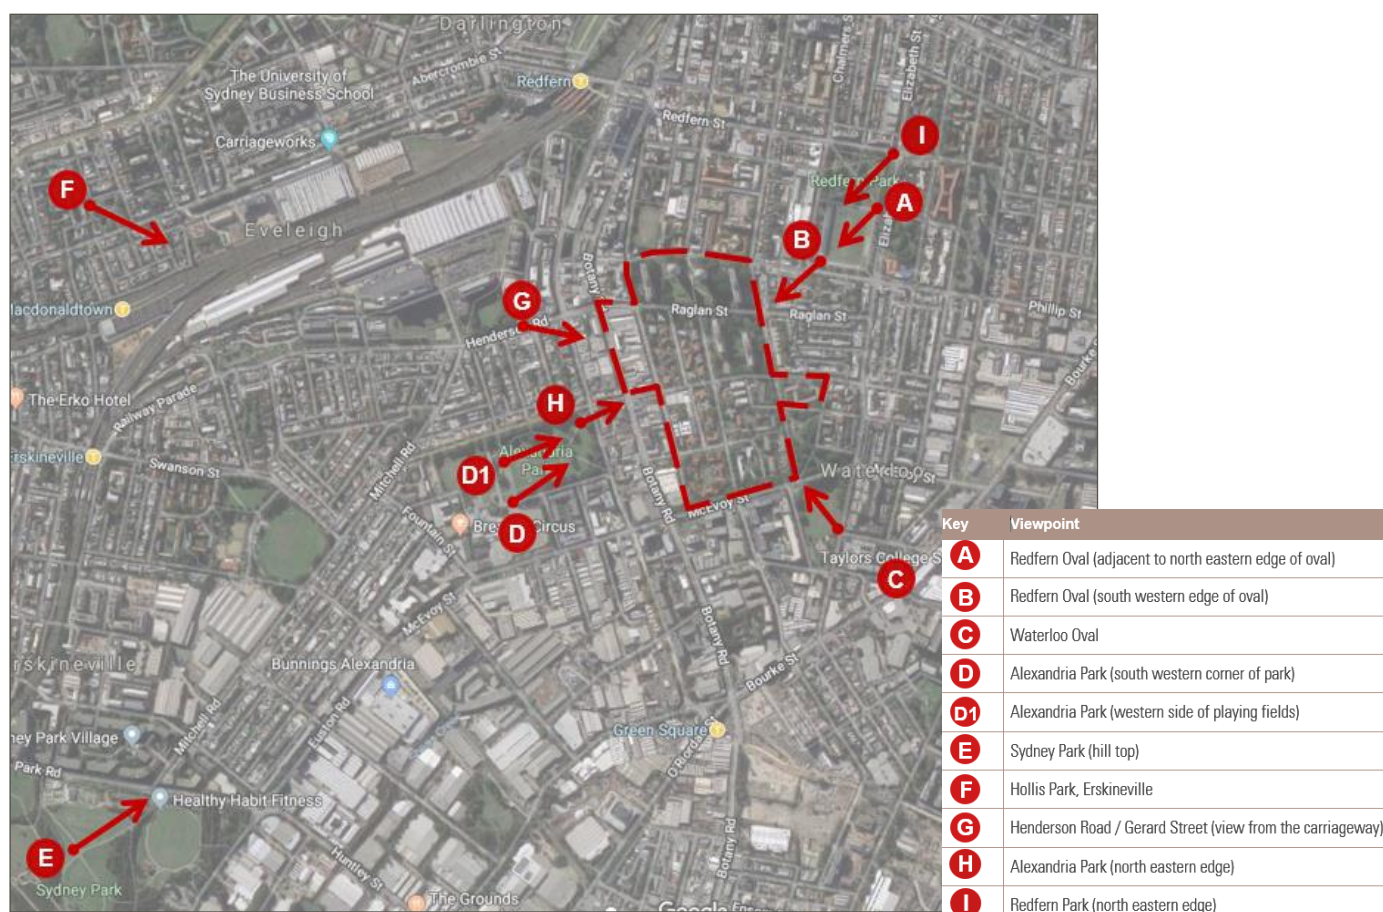 Darlington
The University of
Sydney Business School
Abercrombie St
Redfern
Chalmers S
Elizabeth St
Carriageworks
Redfern St
I
Redfern Park
F
A
Eveleigh
B
Eliza
Botany
G
Macdonaldtown
Raglan St
Raglan St
Phillip St
Henderson Rd
Bourke
The Erko Hotel
Railway Parade
H
Erskineville
Swanson St
Mitchell Rd
Alexandria
Park
D1
Waterloo
McEvoy St
Botany Rd
McEvoy St
Fountain St
D
Circus
Taylors College S
C
McEvoy St
Botany Rd
Erskineville
Bunnings Alexandria
Bourke St
Mitchell Rd
Euston Rd
Green Square
O'Riordan St
ney Park Village
Park Rd
Healthy Habit Fitness
E
Botany Rd
Huntley St
Sydney Park
The Grounds
Google
Key Viewpoint
A Redfern Oval (adjacent to north eastern edge of oval)
B Redfern Oval (south western edge of oval)
C Waterloo Oval
D Alexandria Park (south western corner of park)
D1 Alexandria Park (western side of playing fields)
E Sydney Park (hill top)
F Hollis Park, Erskineville
G Henderson Road / Gerard Street (view from the carriageway)
H Alexandria Park (north eastern edge)
I Redfern Park (north eastern edge)